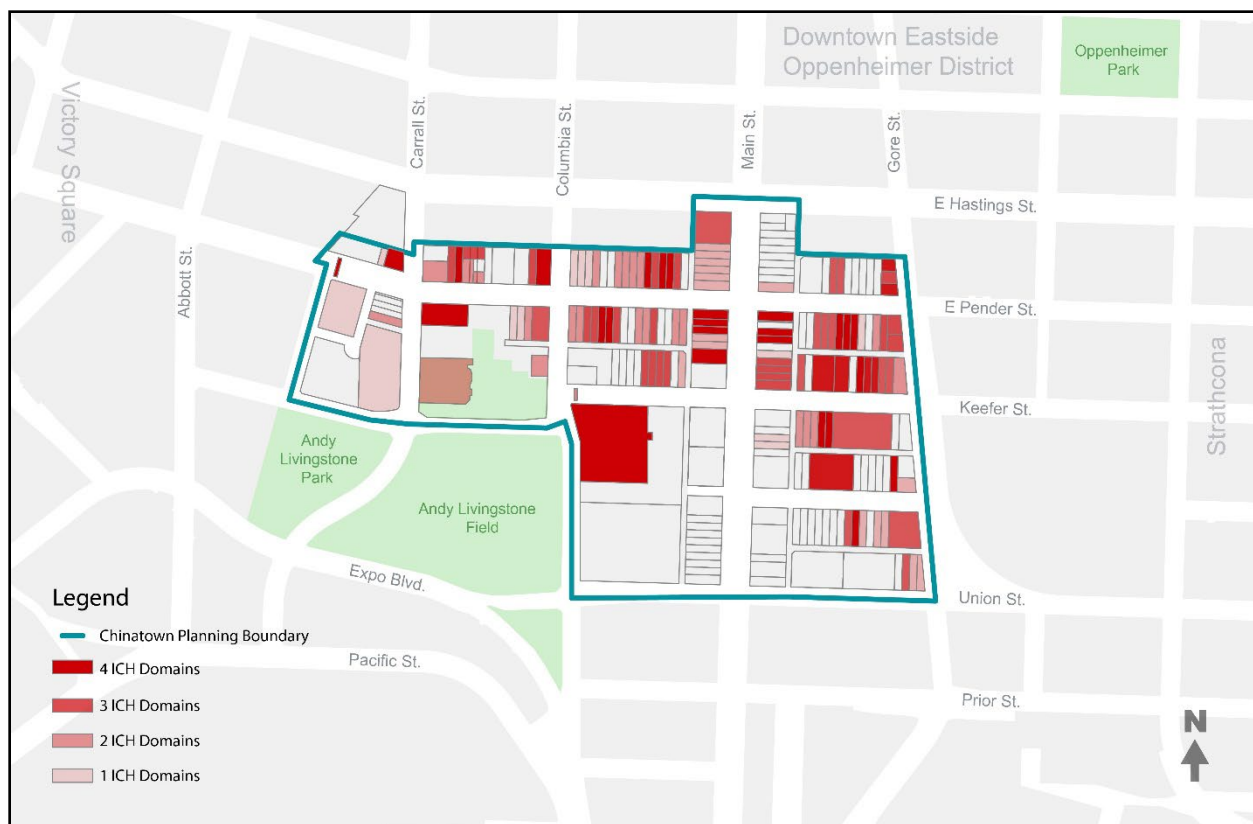 Downtown Eastside
Oppenheimer District
Oppenheimer
Park
Victory Square
Carrall St.
Columbia St.
Main St.
Gore St.
E Hastings St.
Abbott St.
E Pender St.
Strathcona
Keefer St.
Andy
Livingstone
Park
Andy Livingstone
Field
Expo Blvd.
Union St.
Legend
Chinatown Planning Boundary
Pacific St.
4 ICH Domains
3 ICH Domains
2 ICH Domains
1 ICH Domains
Prior St.
N